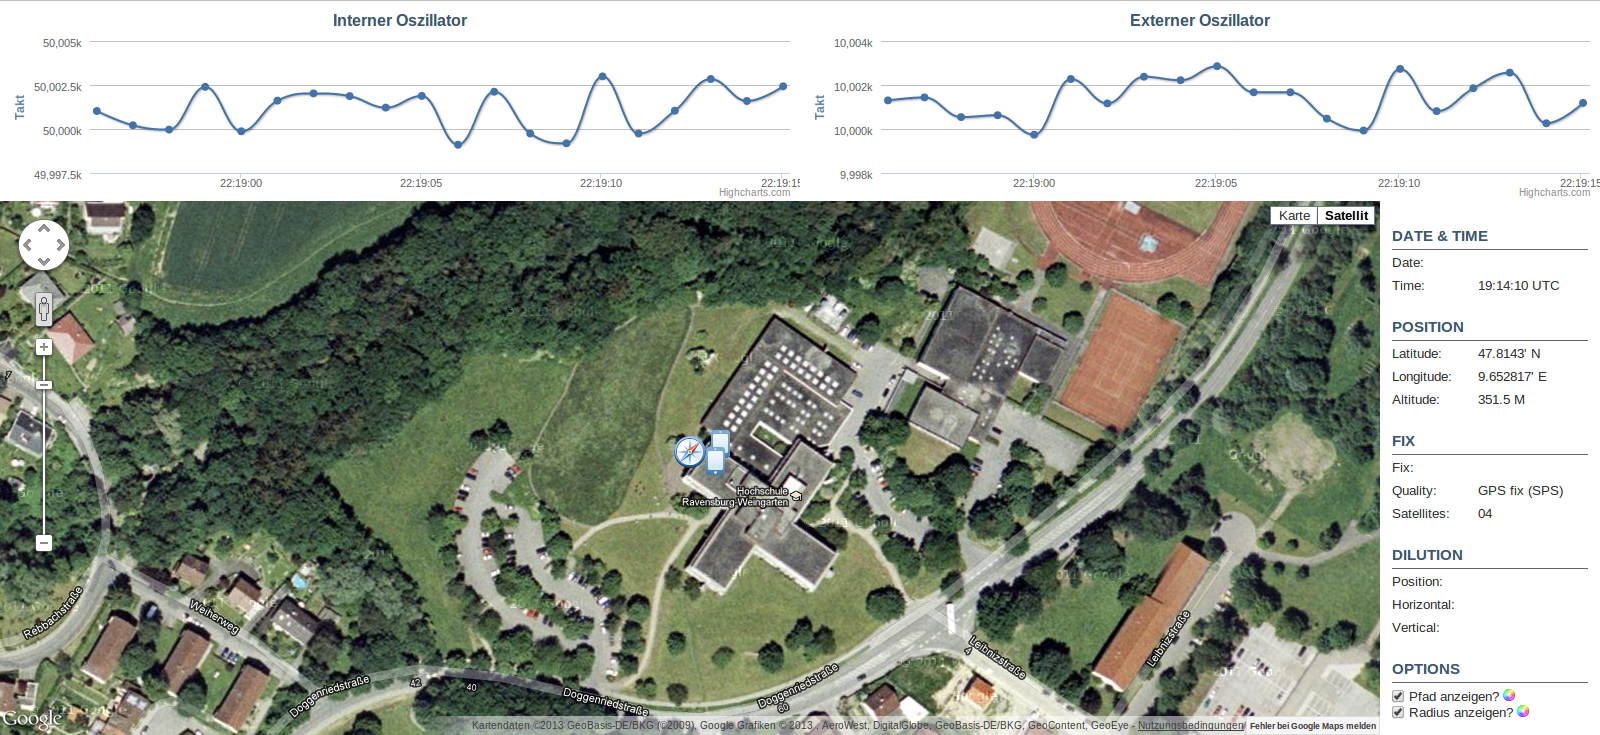 Interner Oszillator
50,005k
50,002.5k
50,000k
49,997.5k
Takt
22:19:00
22:19:05
22:19:10
22:19:15
Highcharts.com
Externer Oszillator
10,004k
10,002k
10,000k
9,998k
Takt
22:19:00
22:19:05
22:19:10
22:19:15
Highcharts.com
Karte
Satellit
Hochschule
Ravensburg-Weingarten
Rebbachstraße
Weiherweg
Doggenriedstraße
42
40
Doggenriedstraße
Doggenriedstraße
60
Leibnizstraße
4
Leibnizstraße
7
Google
Kartendaten ©2013 GeoBasis-DE/BKG (©2009), Google Grafiken © 2013 , AeroWest, DigitalGlobe, GeoBasis-DE/BKG, GeoContent, GeoEye - Nutzungsbedingungen
Fehler bei Google Maps melden
DATE & TIME
Date:
Time: 19:14:10 UTC
POSITION
Latitude: 47.8143' N
Longitude: 9.652817' E
Altitude: 351.5 M
FIX
Fix:
Quality: GPS fix (SPS)
Satellites: 04
DILUTION
Position:
Horizontal:
Vertical:
OPTIONS
Pfad anzeigen?
Radius anzeigen?